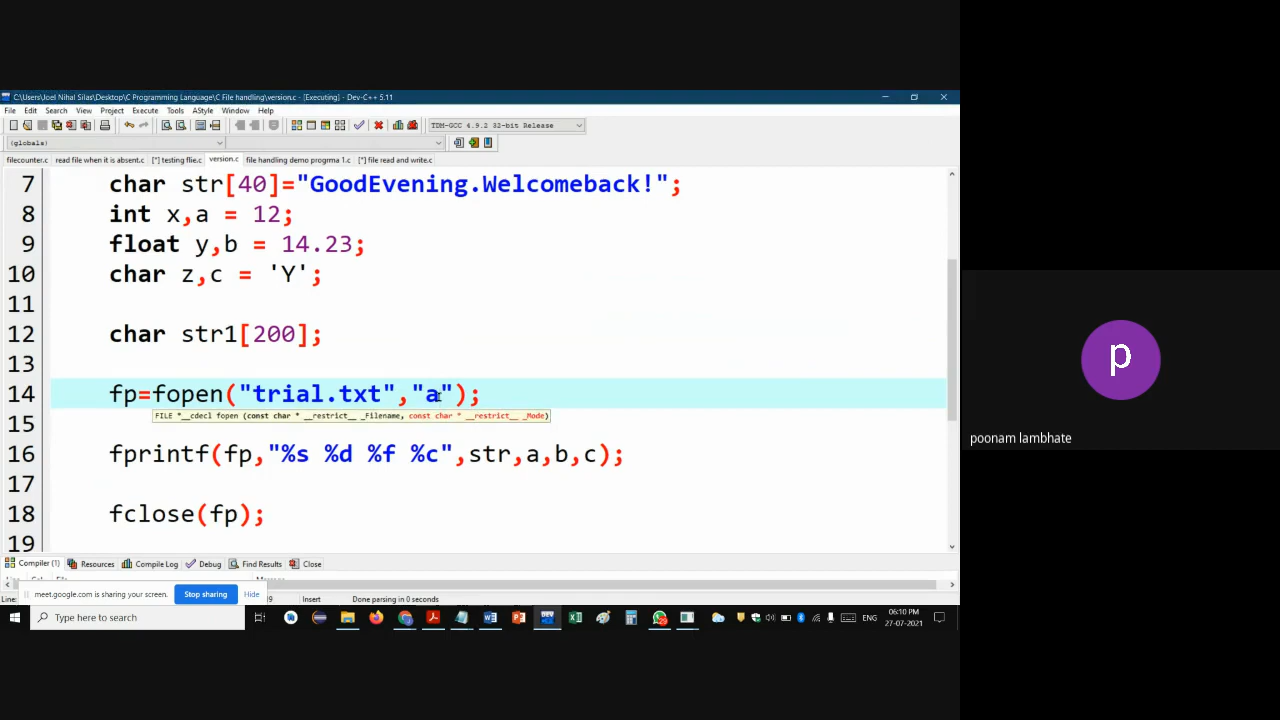 C:\Users\Joel Nihal Silas\Desktop\C Programming Language\C File handling\version.c - [Executing] - Dev-C++ 5.11
File Edit Search View Project Execute Tools AStyle Window Help
TDM-GCC 4.9.2 32-bit Release
(globals)
filecounter.c read file when it is absent.c [*] testing flie.c version.c file handling demo progrma 1.c [*] file read and write.c
7 char str[40]="GoodEvening.Welcomeback!";
8 int x,a = 12;
9 float y,b = 14.23;
10 char z,c = 'Y';
11
12 char str1[200];
13
14 fp=fopen("trial.txt","a");
FILE *__cdecl fopen (const char * __restrict__ _Filename, const char * __restrict__ _Mode)
15
16 fprintf(fp,"%s %d %f %c",str,a,b,c);
17
18 fclose(fp);
19
Compiler (1) Resources Compile Log Debug Find Results Close
meet.google.com is sharing your screen. Stop sharing Hide
Line: 9 Insert Done parsing in 0 seconds
Type here to search
ENG
06:10 PM
27-07-2021
p
poonam lambhate